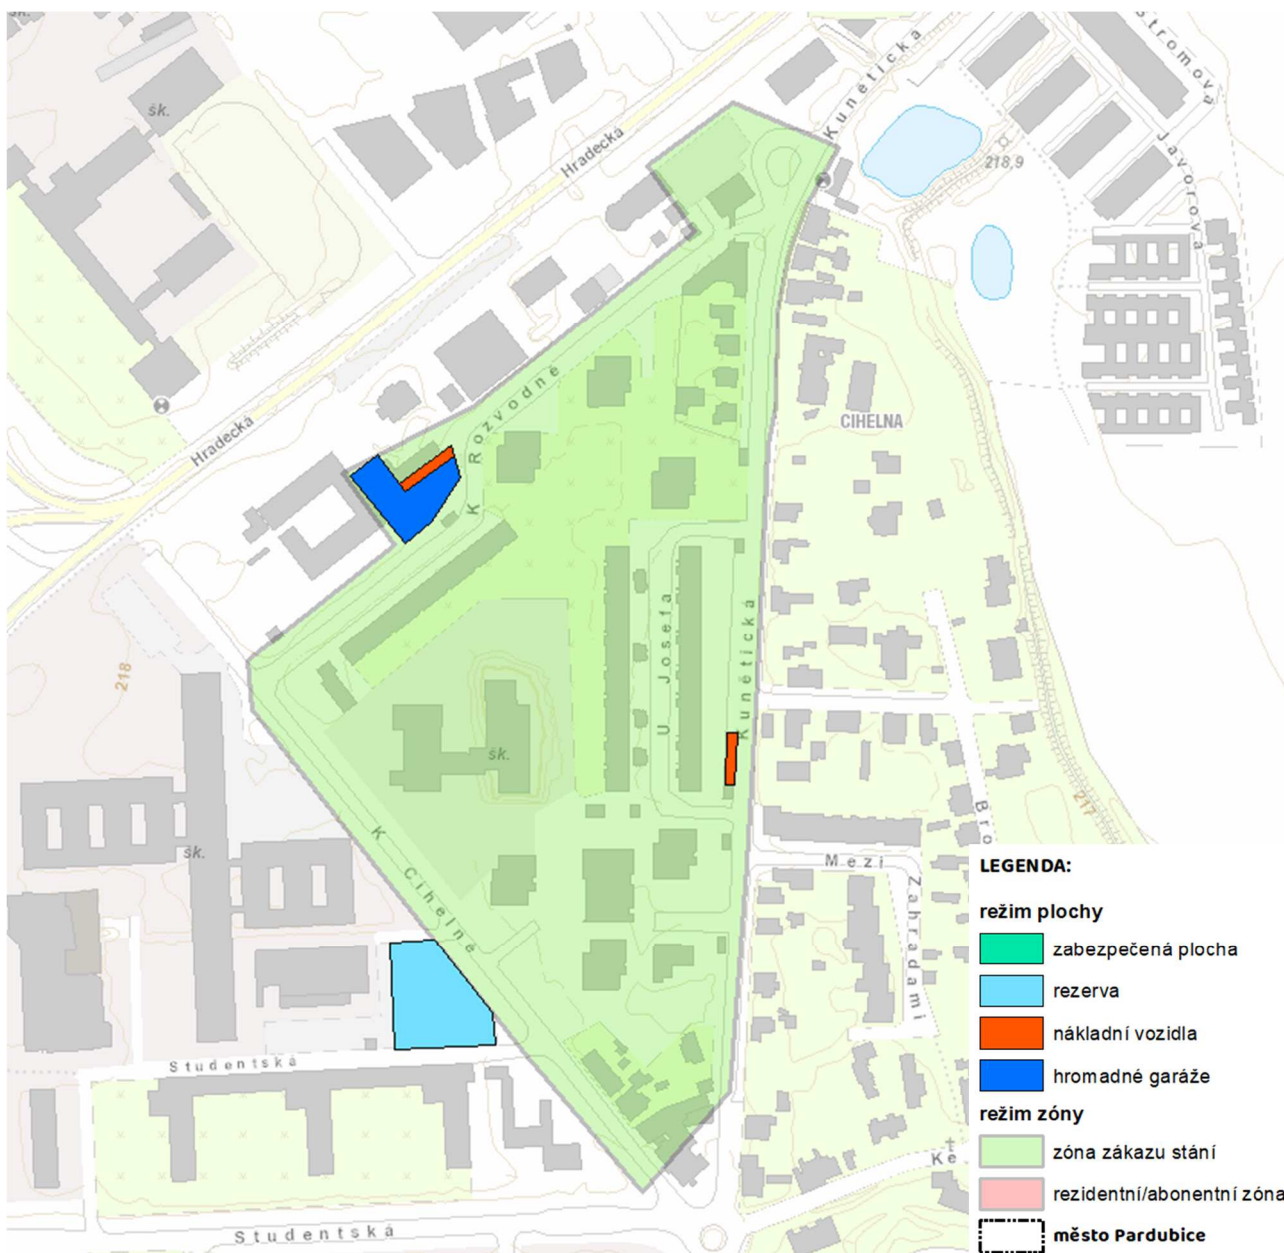 šk.
Kunětická
Stromová
šk.
Hradecká
218,9
Javorova
K Rozvodně
CIHELNA
Hradecká
U Josefa
Kunětická
218
šk.
217
K Cihelně
šk.
Mezi Zahradami
Studentská
Studentská
LEGENDA:
režim plochy
zabezpečená plocha
rezerva
nákladní vozidla
hromadné garáže
režim zóny
zóna zákazu stání
rezidentní/abonentní zóna
město Pardubice